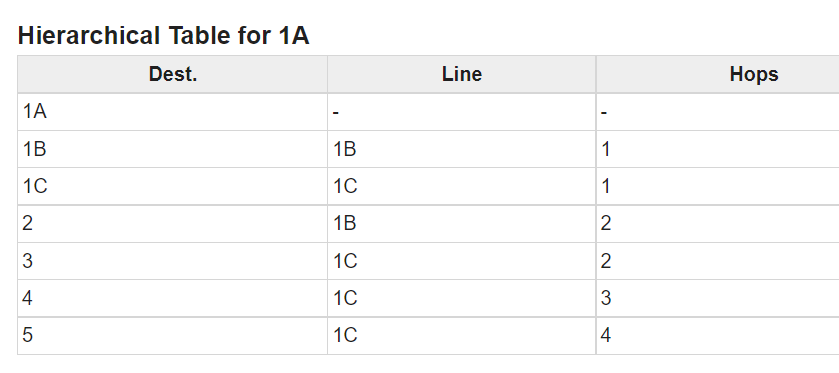 Hierarchical Table for 1A
Dest. Line Hops
1A - -
1B 1B 1
1C 1C 1
2 1B 2
3 1C 2
4 1C 3
5 1C 4